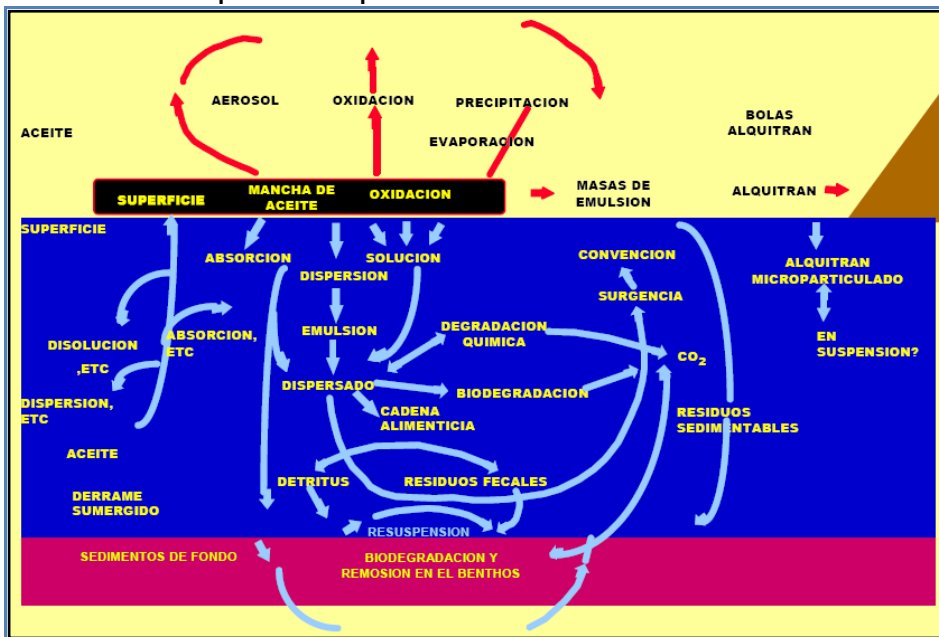 AEROSOL
OXIDACION
PRECIPITACION
EVAPORACION
ACEITE
BOLAS
ALQUITRAN
SUPERFICIE
MANCHA DE
ACEITE
OXIDACION
MASAS DE
EMULSION
ALQUITRAN
SUPERFICIE
ABSORCION
DISPERSION
SOLUCION
CONVENCION
SURGENCIA
ALQUITRAN
MICROPARTICULADO
EN
SUSPENSION?
DISOLUCION
,ETC
ABSORCION,
ETC
EMULSION
DEGRADACION
QUIMICA
CO2
DISPERSION,
ETC
DISPERSADO
BIODEGRADACION
CADENA
ALIMENTICIA
RESIDUOS
SEDIMENTABLES
ACEITE
DERRAME
SUMERGIDO
DETRITUS
RESIDUOS FECALES
RESUSPENSION
SEDIMENTOS DE FONDO
BIODEGRADACION Y
REMOSION EN EL BENTHOS